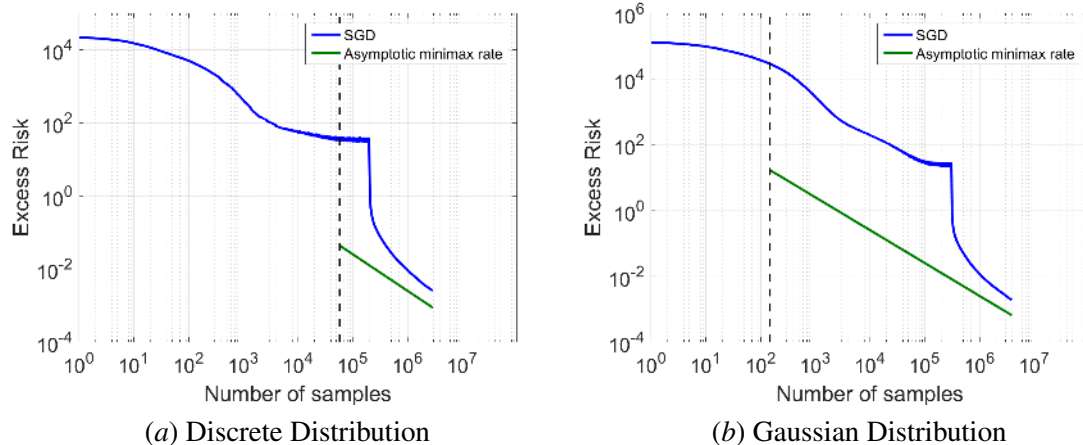 10^4
10^2
10^0
10^-2
10^-4
Excess Risk
SGD
Asymptotic minimax rate
10^0 10^1 10^2 10^3 10^4 10^5 10^6 10^7
Number of samples
(a) Discrete Distribution
10^6
10^4
10^2
10^0
10^-2
10^-4
Excess Risk
SGD
Asymptotic minimax rate
10^0 10^1 10^2 10^3 10^4 10^5 10^6 10^7
Number of samples
(b) Gaussian Distribution